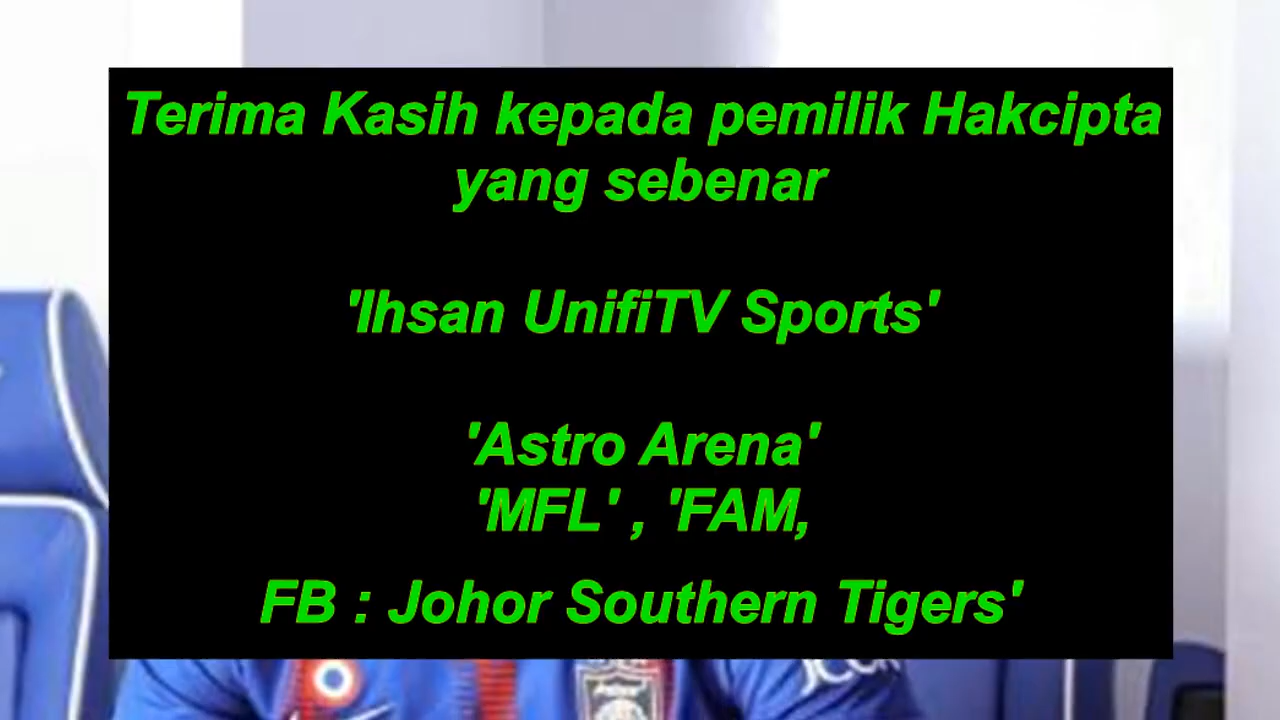 Terima Kasih kepada pemilik Hakcipta
yang sebenar
'Ihsan UnifiTV Sports'
'Astro Arena'
'MFL' , 'FAM,
FB : Johor Southern Tigers'